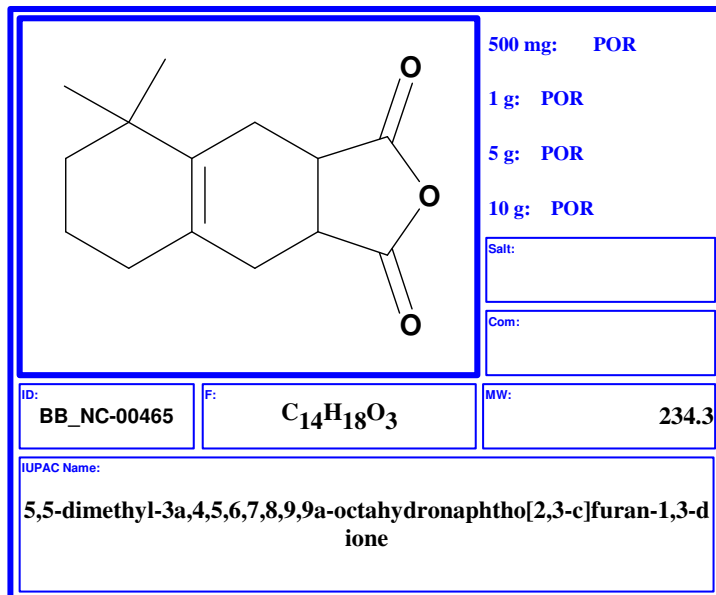 O
O
O
500 mg: POR
1 g: POR
5 g: POR
10 g: POR
Salt:
Com:
ID:
BB_NC-00465
F:
C14H18O3
MW:
234.3
IUPAC Name:
5,5-dimethyl-3a,4,5,6,7,8,9,9a-octahydronaphtho[2,3-c]furan-1,3-d
ione